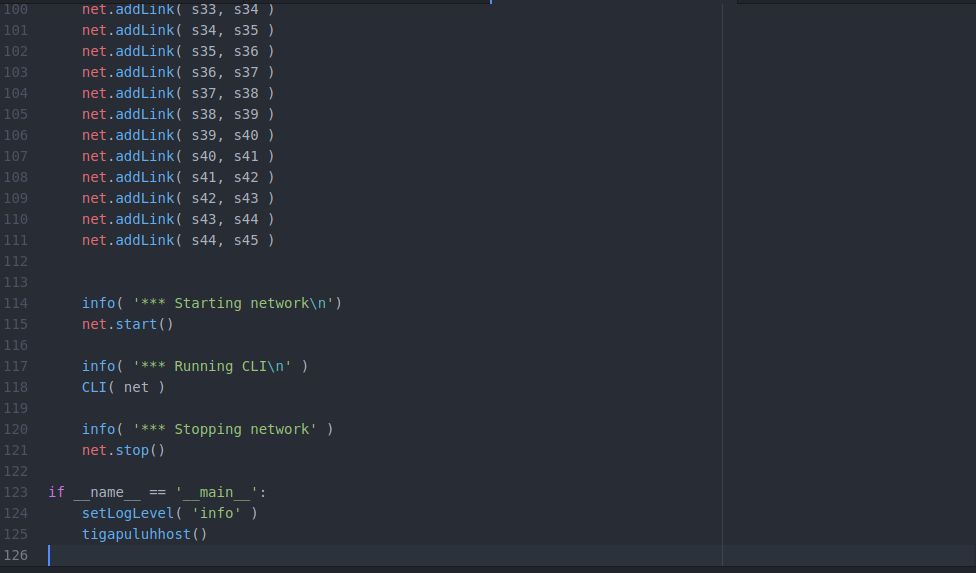 100 net.addLink( s33, s34 )
101 net.addLink( s34, s35 )
102 net.addLink( s35, s36 )
103 net.addLink( s36, s37 )
104 net.addLink( s37, s38 )
105 net.addLink( s38, s39 )
106 net.addLink( s39, s40 )
107 net.addLink( s40, s41 )
108 net.addLink( s41, s42 )
109 net.addLink( s42, s43 )
110 net.addLink( s43, s44 )
111 net.addLink( s44, s45 )
112
113
114 info( '*** Starting network\n')
115 net.start()
116
117 info( '*** Running CLI\n' )
118 CLI( net )
119
120 info( '*** Stopping network' )
121 net.stop()
122
123 if __name__ == '__main__':
124 setLogLevel( 'info' )
125 tigapuluhhost()
126